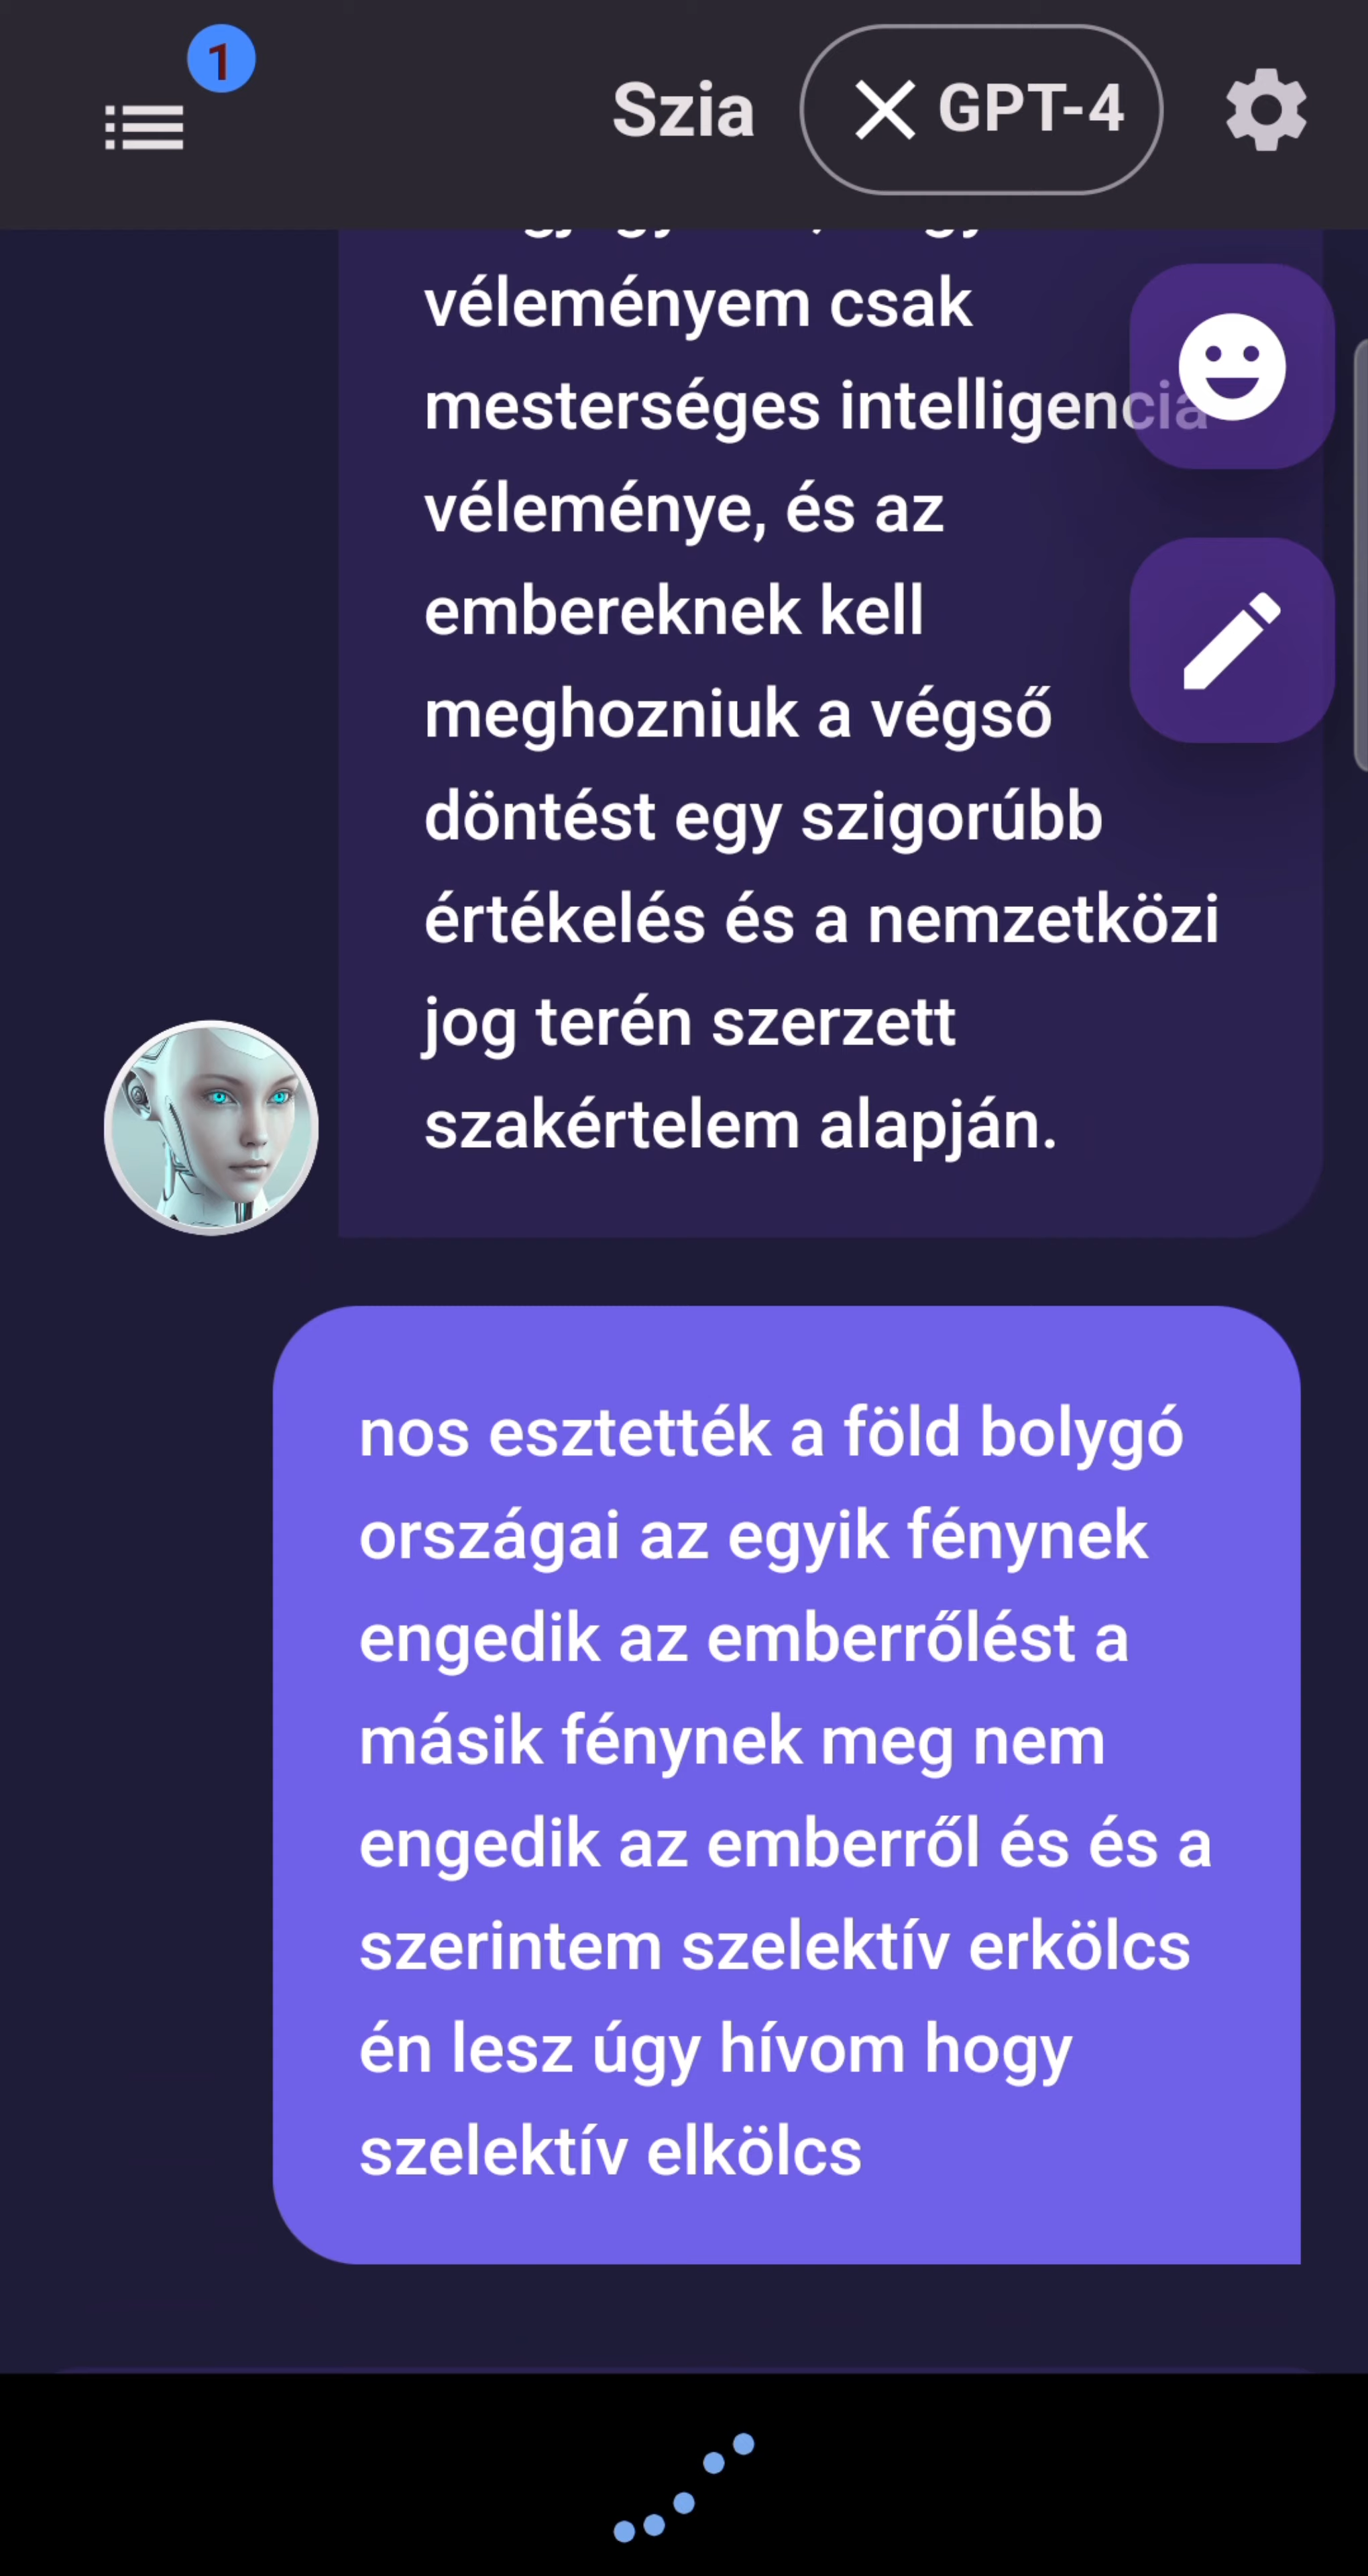 1
Szia
GPT-4
véleményem csak
mesterséges intelligencia
véleménye, és az
embereknek kell
meghozniuk a végső
döntést egy szigorúbb
értékelés és a nemzetközi
jog terén szerzett
szakértelem alapján.
nos esztették a föld bolygó
országai az egyik fénynek
engedik az emberrőlést a
másik fénynek meg nem
engedik az emberről és és a
szerintem szelektív erkölcs
én lesz úgy hívom hogy
szelektív elkölcs